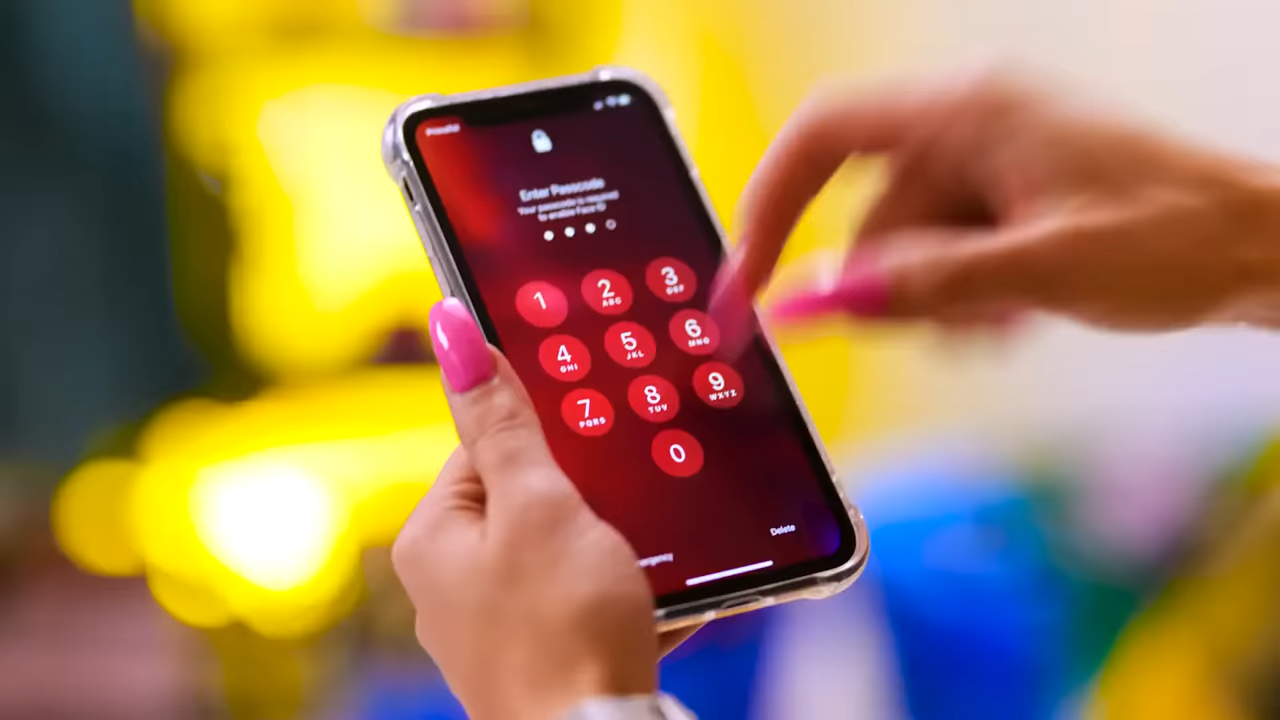 Enter Passcode
Your passcode is required
to enable Face ID
1
2
ABC
3
DEF
4
GHI
5
JKL
6
MNO
7
PQRS
8
TUV
9
WXYZ
0
Delete